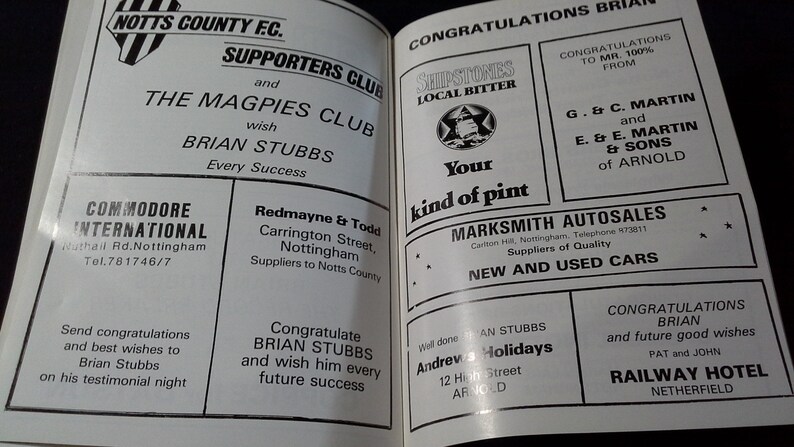 NOTTS COUNTY F.C.
SUPPORTERS CLUB
and
THE MAGPIES CLUB
wish
BRIAN STUBBS
Every Success
COMMODORE
INTERNATIONAL
Nuthall Rd.Nottingham
Tel.781746/7
Send congratulations
and best wishes to
Brian Stubbs
on his testimonial night
Redmayne & Todd
Carrington Street,
Nottingham
Suppliers to Notts County
Congratulate
BRIAN STUBBS
and wish him every
future success
CONGRATULATIONS BRIAN
SHIPSTONES
LOCAL BITTER
Your
kind of pint
CONGRATULATIONS
TO MR. 100%
FROM
G. & C. MARTIN
and
E. & E. MARTIN
& SONS
of ARNOLD
MARKSMITH AUTOSALES
Carlton Hill, Nottingham. Telephone 873811
Suppliers of Quality
NEW AND USED CARS
Well done BRIAN STUBBS
Andrews Holidays
12 High Street
ARNOLD
CONGRATULATIONS
BRIAN
and future good wishes
PAT and JOHN
RAILWAY HOTEL
NETHERFIELD